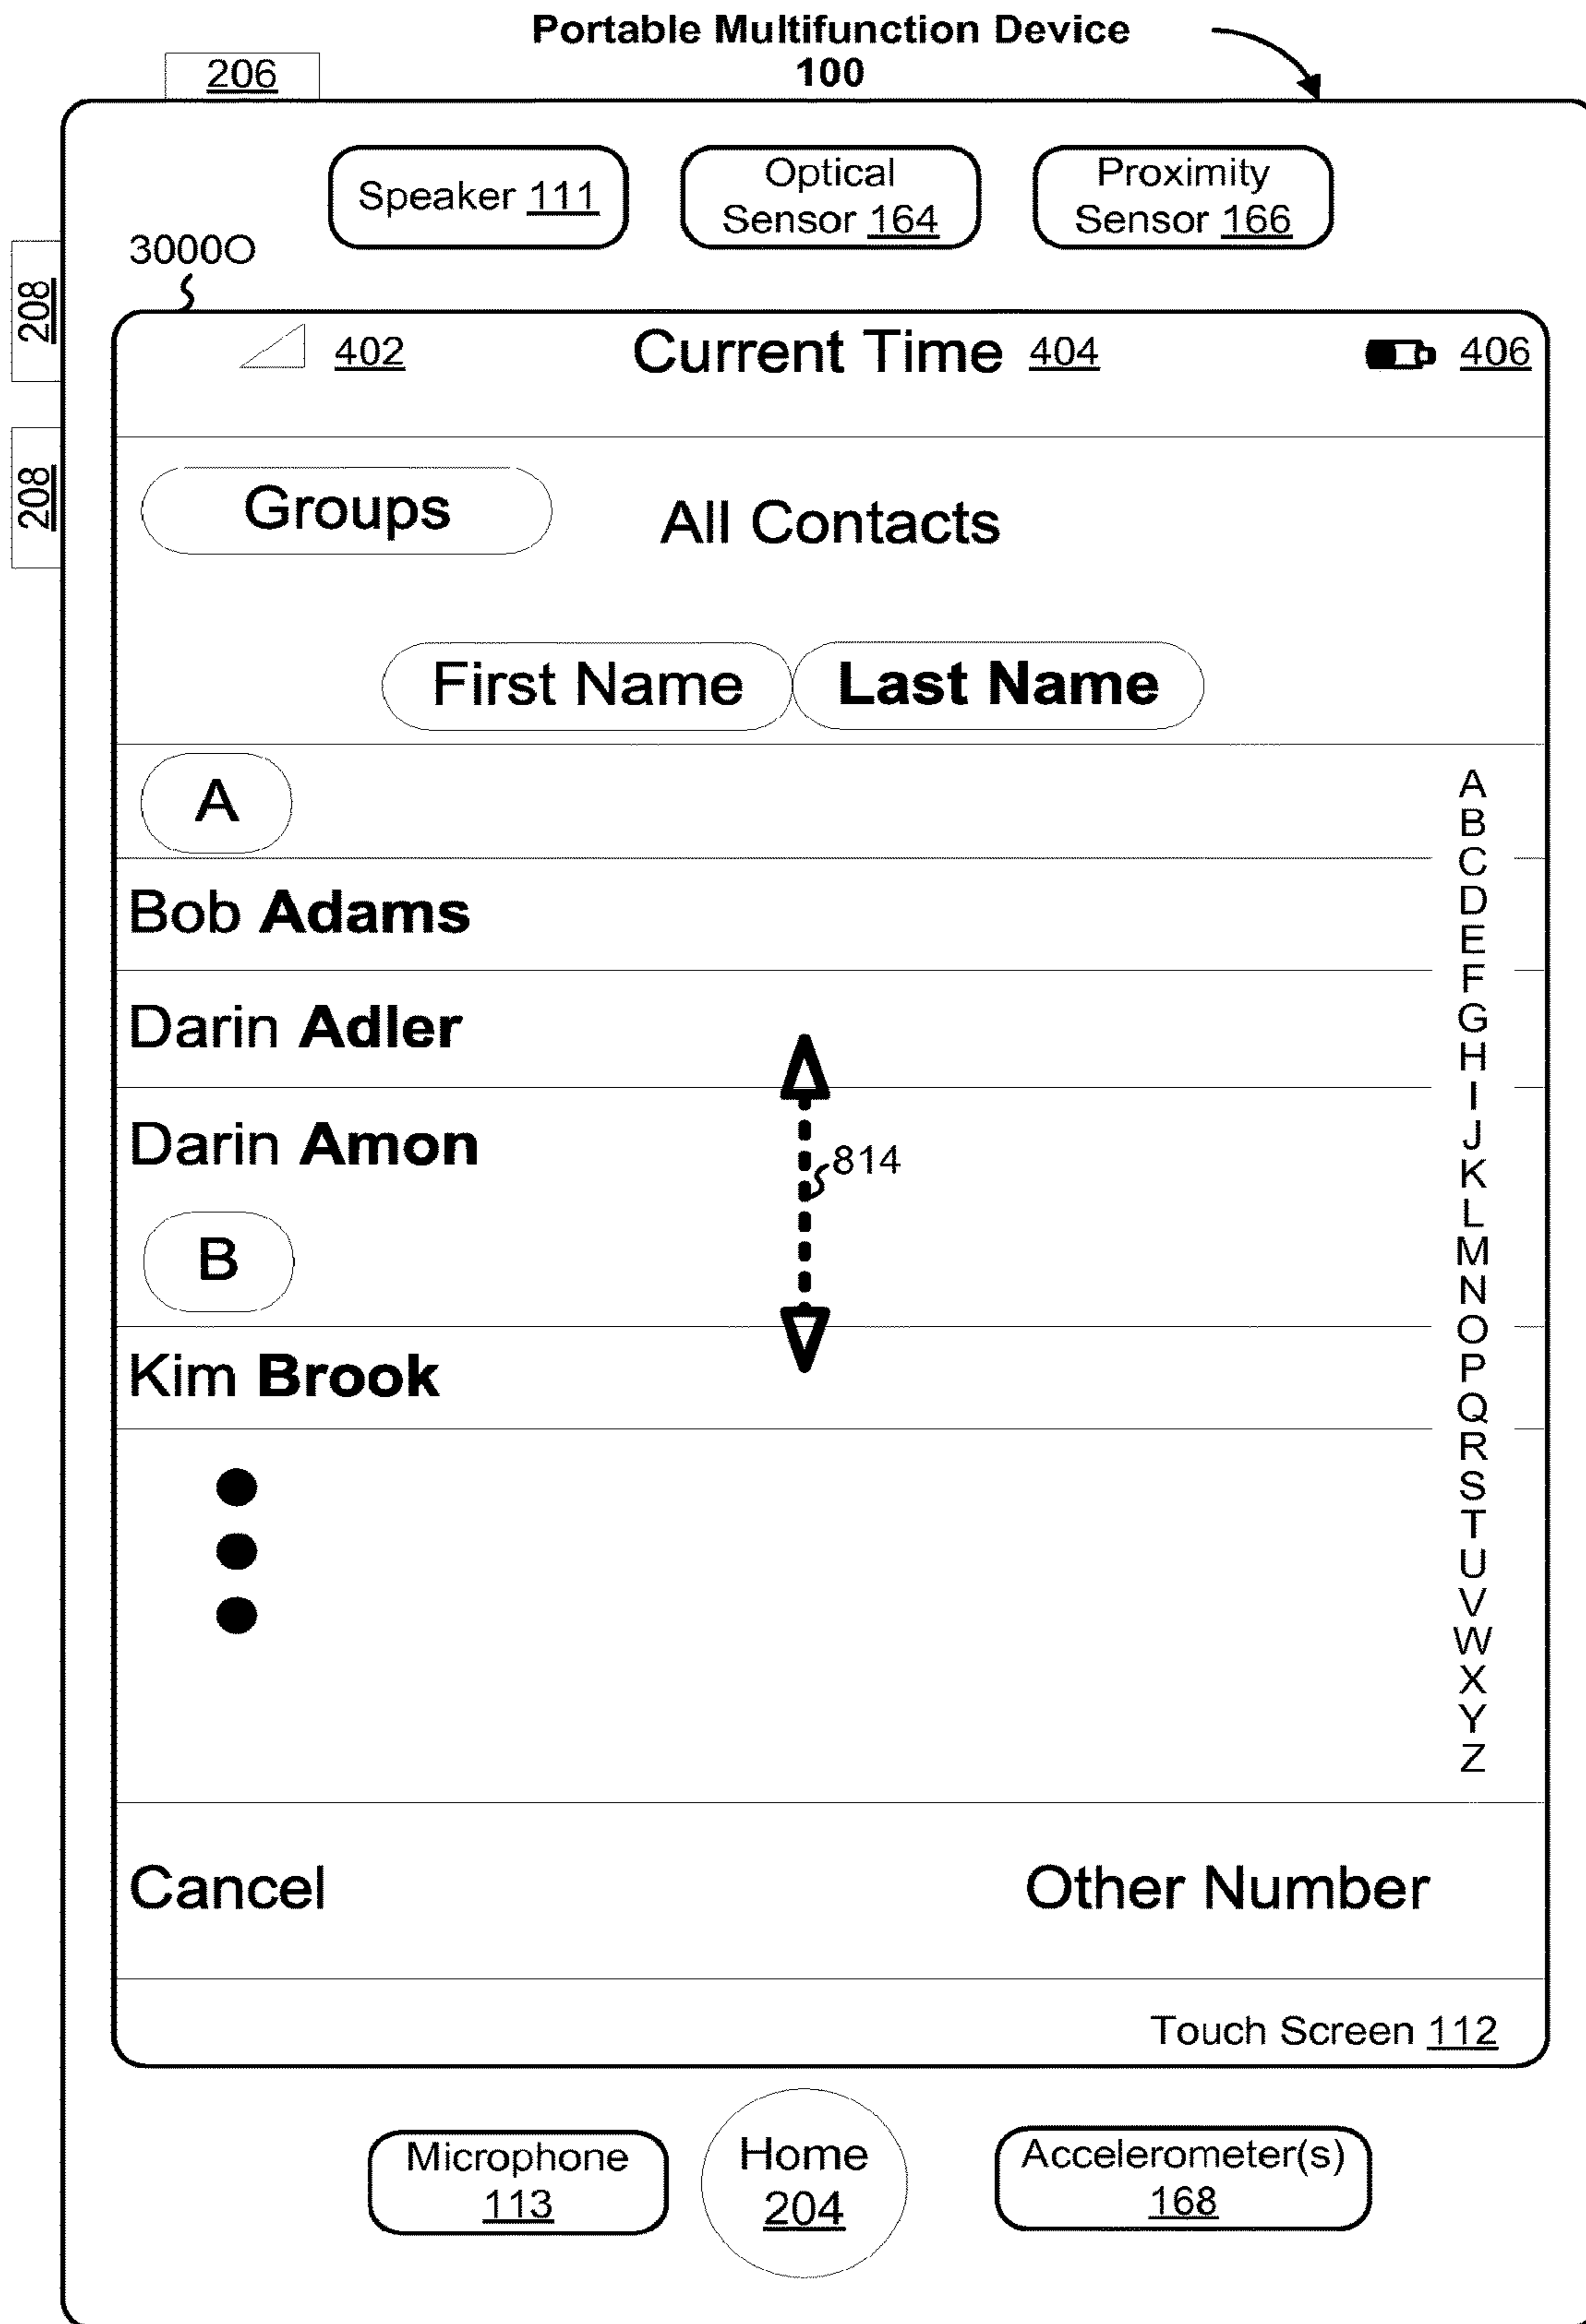 Portable Multifunction Device
100
206
Speaker 111
Optical
Sensor 164
Proximity
Sensor 166
3000O
208
208
402
Current Time 404
406
Groups
All Contacts
First Name
Last Name
A
Bob Adams
Darin Adler
Darin Amon
814
B
Kim Brook
A
B
C
D
E
F
G
H
I
J
K
L
M
N
O
P
Q
R
S
T
U
V
W
X
Y
Z
Cancel
Other Number
Touch Screen 112
Microphone
113
Home
204
Accelerometer(s)
168